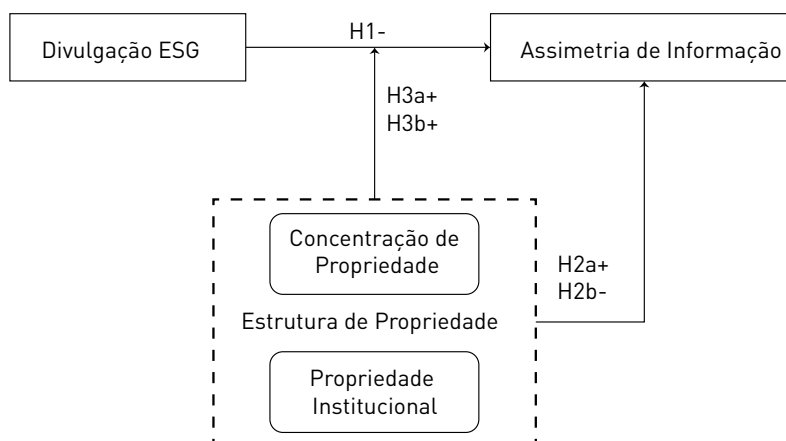 Divulgação ESG
H1-
Assimetria de Informação
H3a+
H3b+
Concentração de
Propriedade
H2a+
H2b-
Estrutura de Propriedade
Propriedade
Institucional